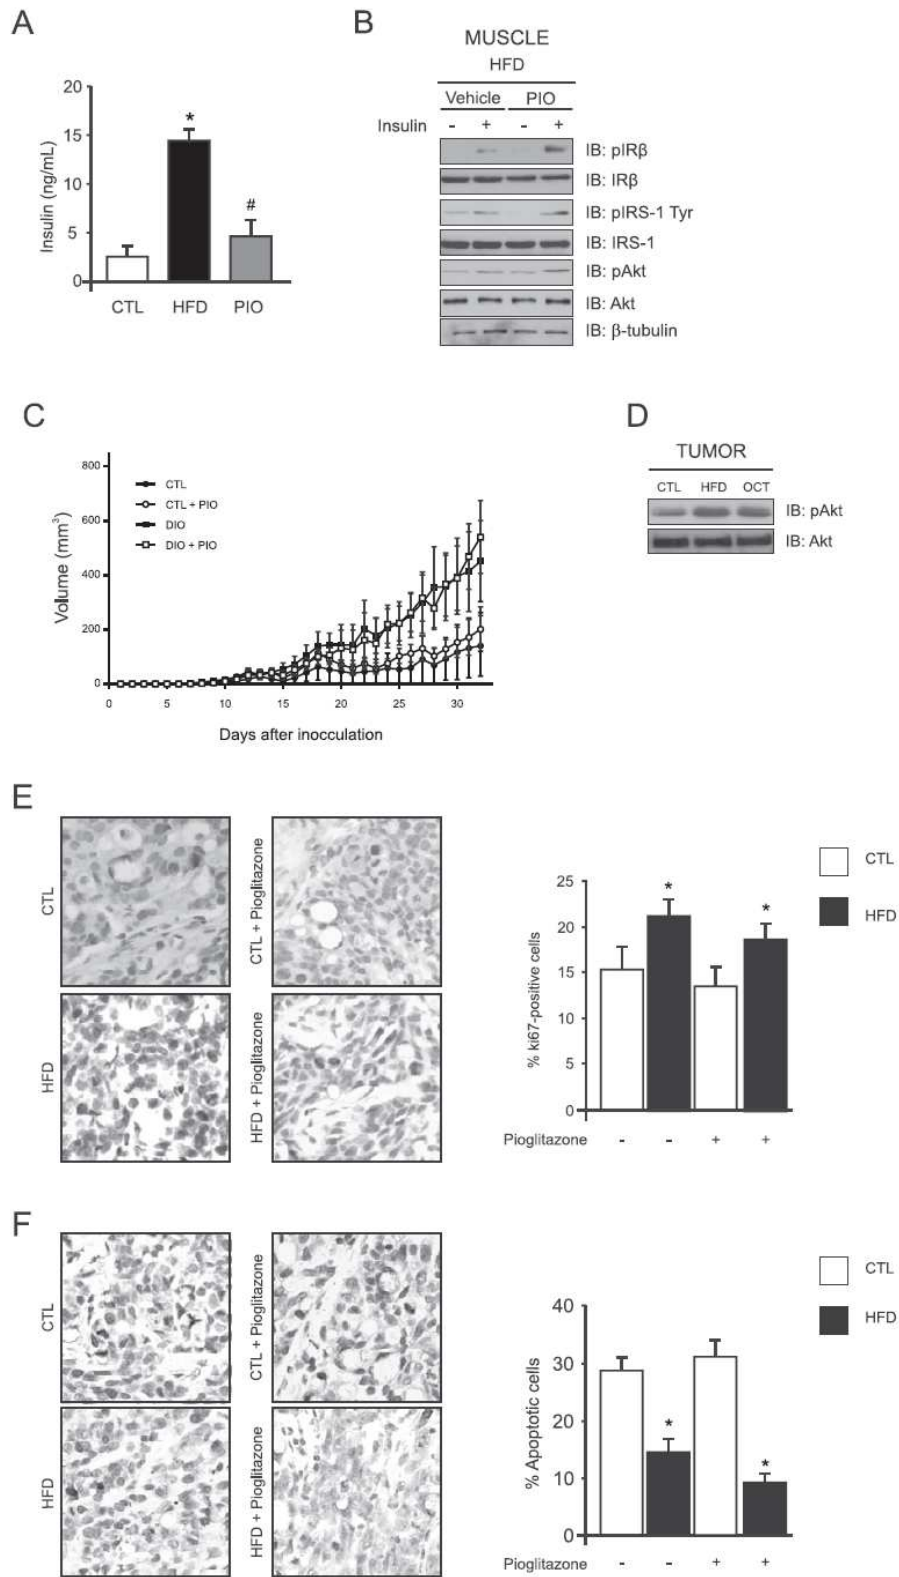 A
Insulin (ng/mL)
20
15
10
5
0
*
#
CTL HFD PIO
B
MUSCLE
HFD
Vehicle PIO
Insulin - + - +
IB: pIRβ
IB: IRβ
IB: pIRS-1 Tyr
IB: IRS-1
IB: pAkt
IB: Akt
IB: β-tubulin
C
Volume (mm³)
800
600
400
200
0
CTL
CTL + PIO
DIO
DIO + PIO
0 5 10 15 20 25 30
Days after inocculation
D
TUMOR
CTL HFD OCT
IB: pAkt
IB: Akt
E
CTL
CTL + Pioglitazone
HFD
HFD + Pioglitazone
% ki67-positive cells
25
20
15
10
5
0
*
*
CTL
HFD
Pioglitazone - - + +
F
CTL
CTL + Pioglitazone
HFD
HFD + Pioglitazone
% Apoptotic cells
40
30
20
10
0
*
*
CTL
HFD
Pioglitazone - - + +